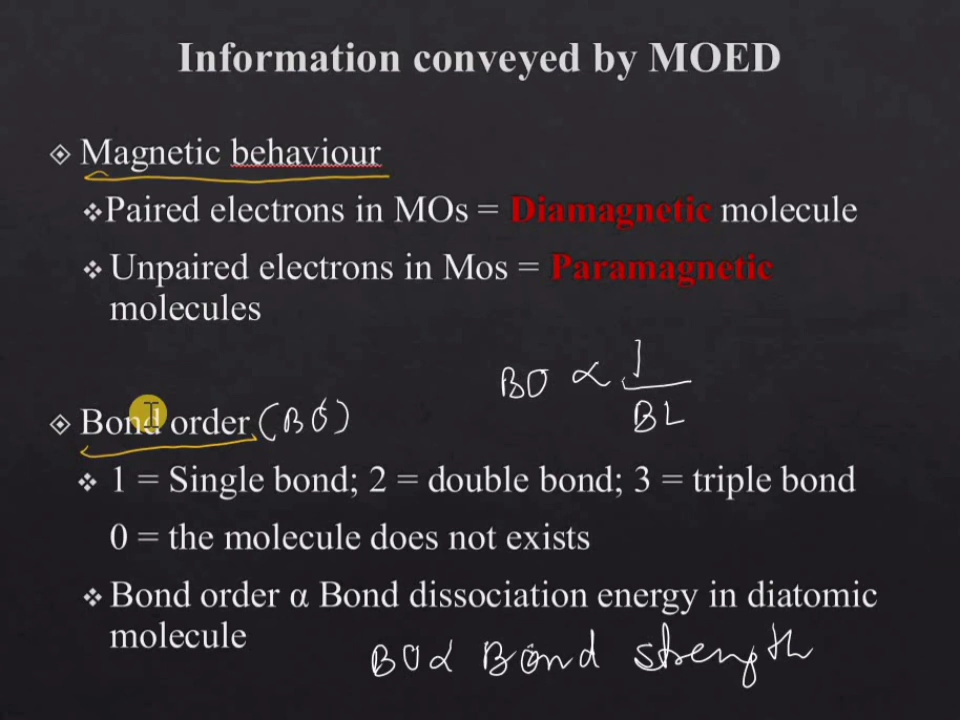 Information conveyed by MOED
Magnetic behaviour
Paired electrons in MOs = Diamagnetic molecule
Unpaired electrons in Mos = Paramagnetic
molecules
BO ∝ 1
BL
Bond order (BO)
1 = Single bond; 2 = double bond; 3 = triple bond
0 = the molecule does not exists
Bond order α Bond dissociation energy in diatomic
molecule
BO ∝ Bond strength